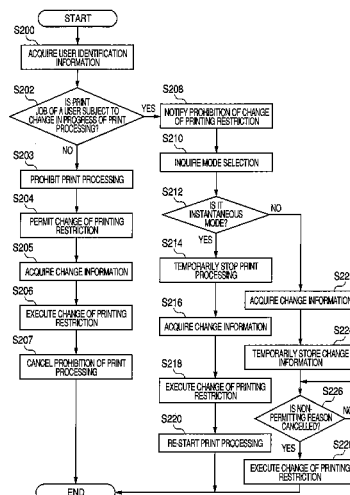 START
S200
ACQUIRE USER IDENTIFICATION
INFORMATION
S202
IS PRINT
JOB OF A USER SUBJECT TO
CHANGE IN PROGRESS OF PRINT
PROCESSING?
YES
NO
S203
PROHIBIT PRINT PROCESSING
S204
PERMIT CHANGE OF PRINTING
RESTRICTION
S205
ACQUIRE CHANGE INFORMATION
S206
EXECUTE CHANGE OF PRINTING
RESTRICTION
S207
CANCEL PROHIBITION OF PRINT
PROCESSING
S208
NOTIFY PROHIBITION OF CHANGE
OF PRINTING RESTRICTION
S210
INQUIRE MODE SELECTION
S212
IS IT
INSTANTANEOUS
MODE?
NO
YES
S214
TEMPORARILY STOP PRINT
PROCESSING
S216
ACQUIRE CHANGE INFORMATION
S218
EXECUTE CHANGE OF PRINTING
RESTRICTION
S220
RE-START PRINT PROCESSING
ACQUIRE CHANGE INFORMATION
TEMPORARILY STORE CHANGE
INFORMATION
S226
IS NON-
PERMITTING REASON
CANCELLED?
YES
EXECUTE CHANGE OF PRINTING
RESTRICTION
END